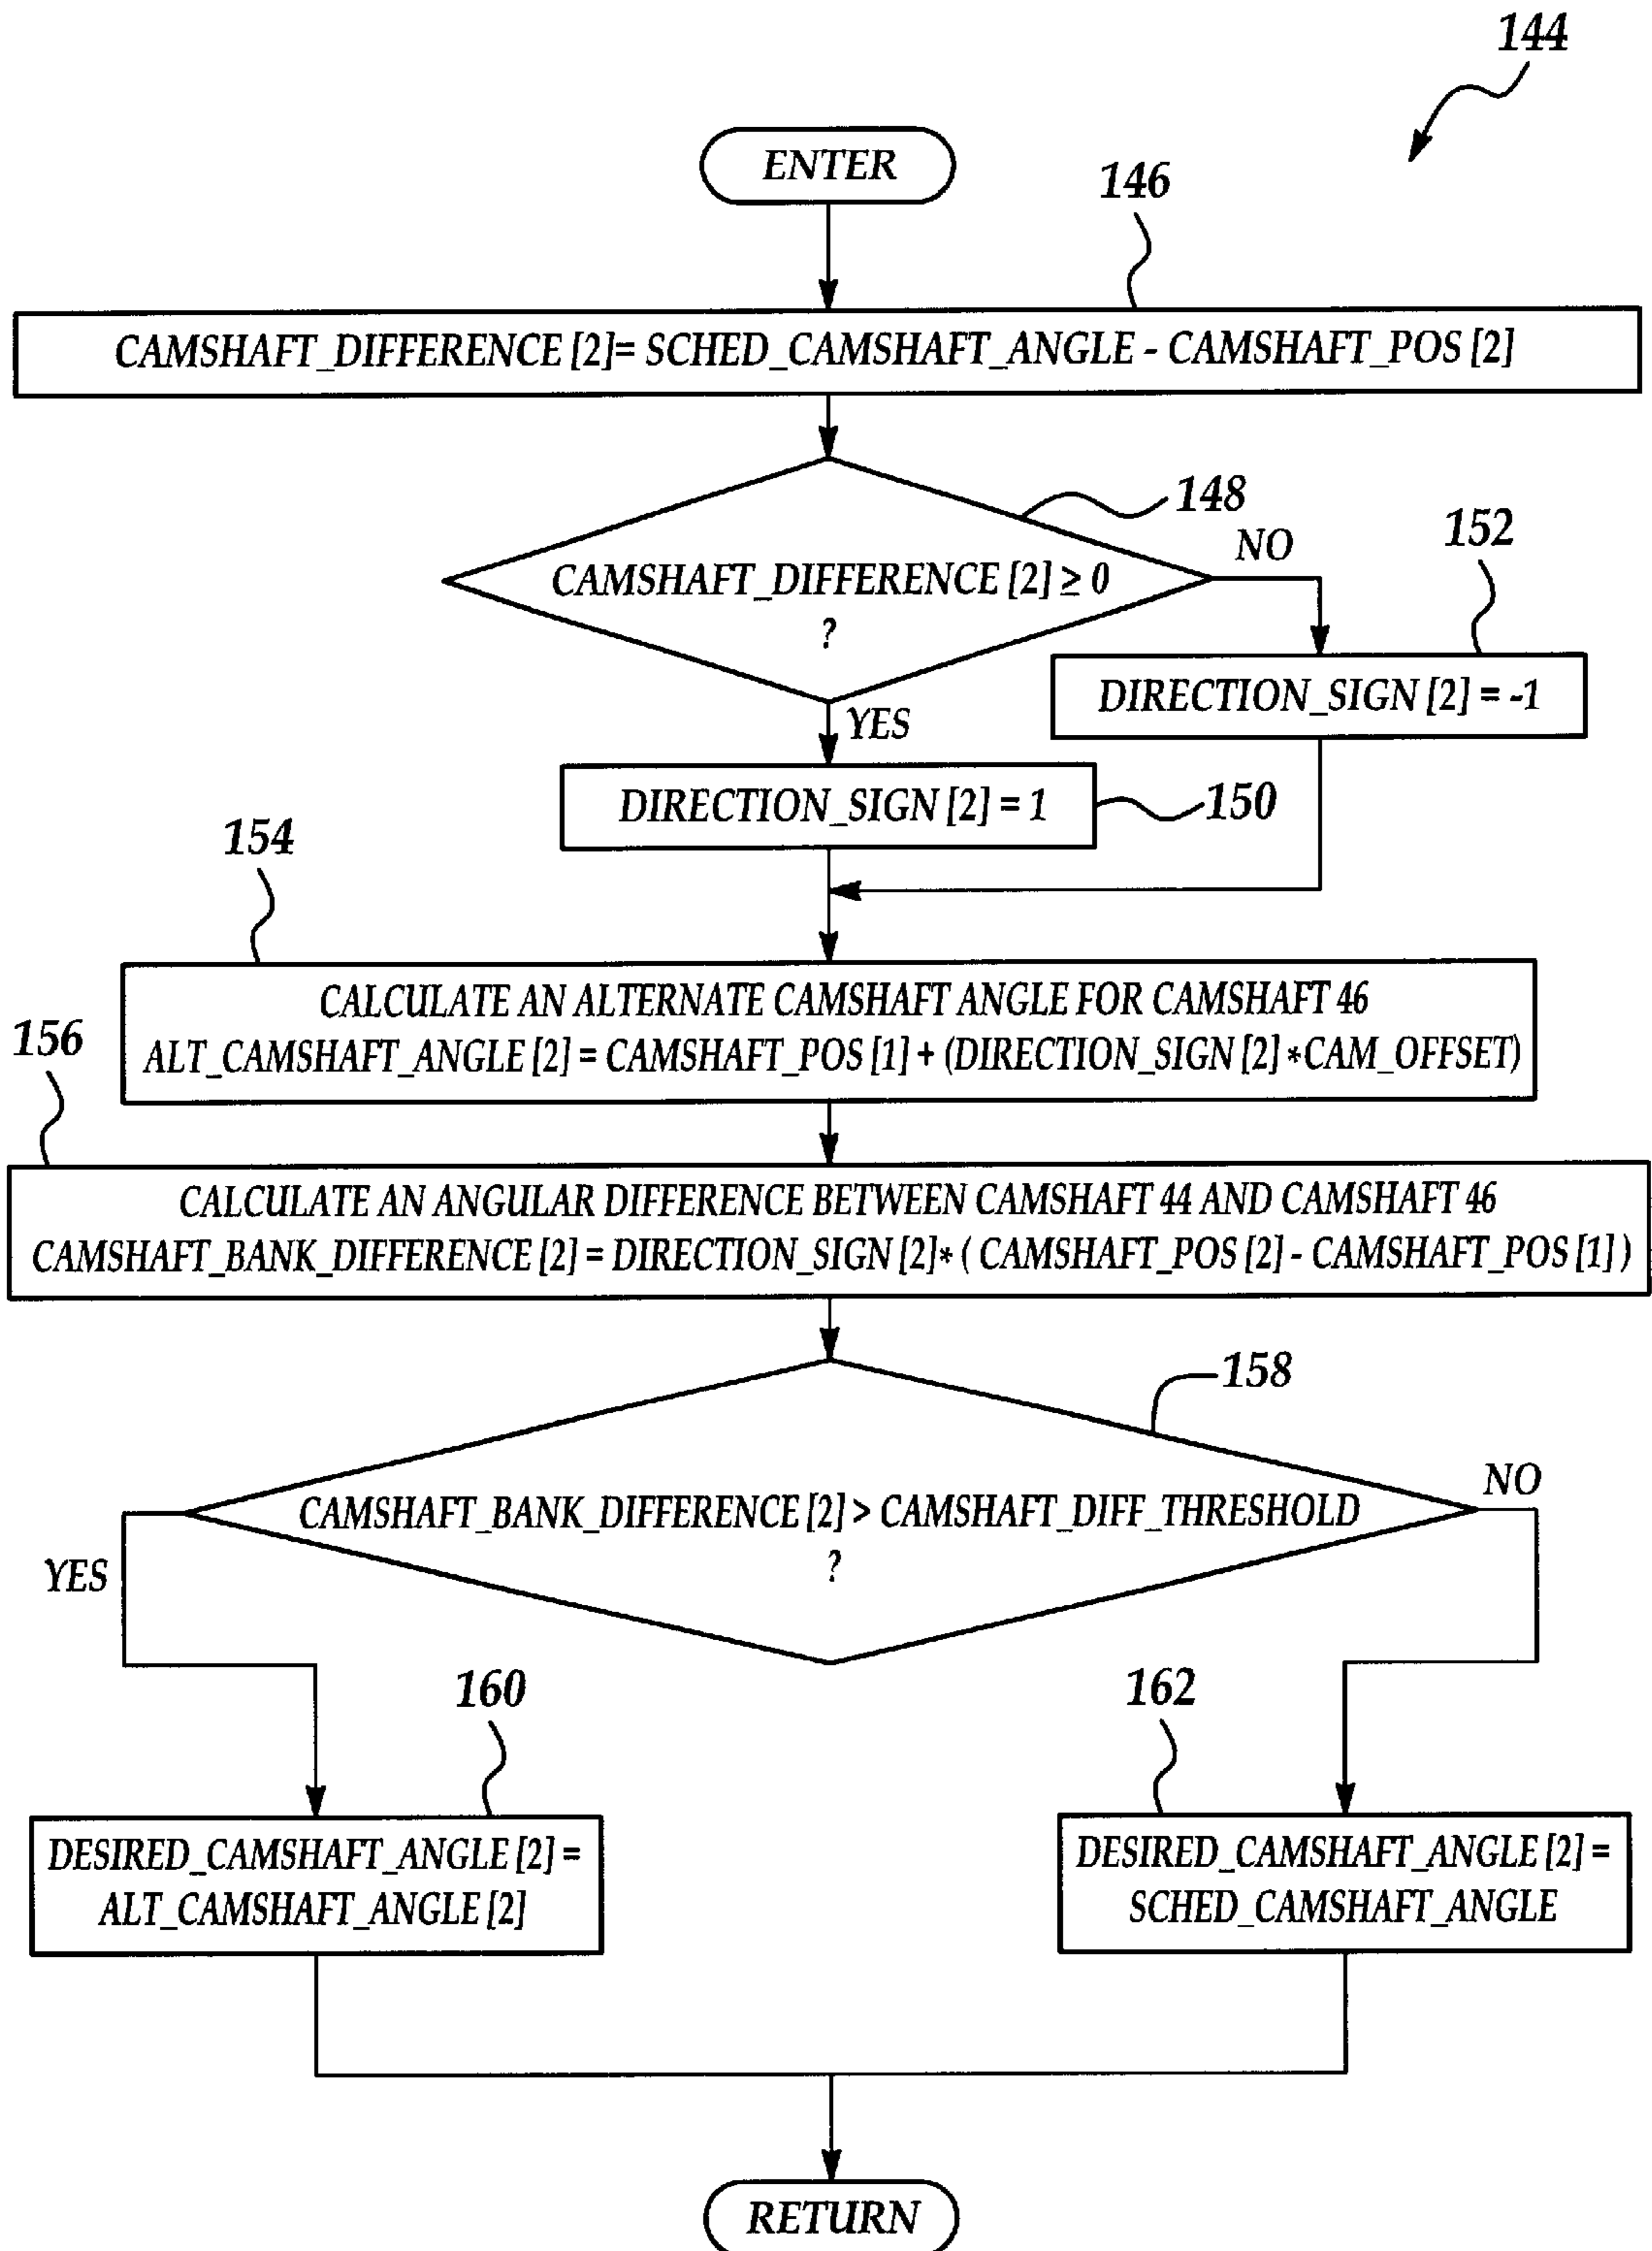 144
ENTER
146
CAMSHAFT_DIFFERENCE [2]= SCHED_CAMSHAFT_ANGLE - CAMSHAFT_POS [2]
148
NO
152
CAMSHAFT_DIFFERENCE [2] ≥ 0
?
DIRECTION_SIGN [2] = -1
YES
DIRECTION_SIGN [2] = 1
150
154
CALCULATE AN ALTERNATE CAMSHAFT ANGLE FOR CAMSHAFT 46
ALT_CAMSHAFT_ANGLE [2] = CAMSHAFT_POS [1] + (DIRECTION_SIGN [2] *CAM_OFFSET)
156
CALCULATE AN ANGULAR DIFFERENCE BETWEEN CAMSHAFT 44 AND CAMSHAFT 46
CAMSHAFT_BANK_DIFFERENCE [2] = DIRECTION_SIGN [2]* ( CAMSHAFT_POS [2] - CAMSHAFT_POS [1] )
158
NO
CAMSHAFT_BANK_DIFFERENCE [2] > CAMSHAFT_DIFF_THRESHOLD
?
YES
160
162
DESIRED_CAMSHAFT_ANGLE [2] =
ALT_CAMSHAFT_ANGLE [2]
DESIRED_CAMSHAFT_ANGLE [2] =
SCHED_CAMSHAFT_ANGLE
RETURN